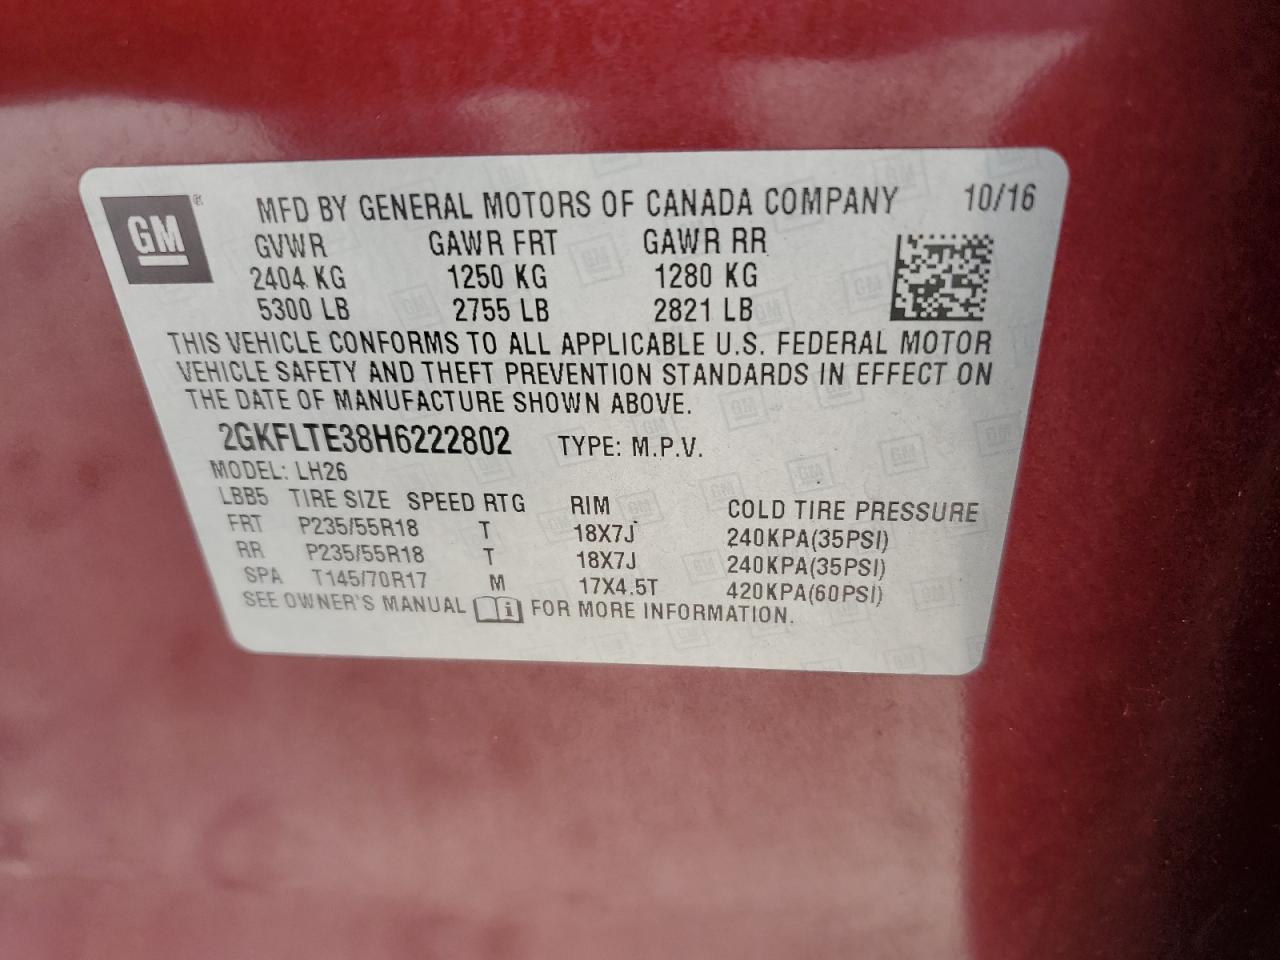 GM® MFD BY GENERAL MOTORS OF CANADA COMPANY 10/16
GVWR GAWR FRT GAWR RR
2404 KG 1250 KG 1280 KG
5300 LB 2755 LB 2821 LB
THIS VEHICLE CONFORMS TO ALL APPLICABLE U.S. FEDERAL MOTOR
VEHICLE SAFETY AND THEFT PREVENTION STANDARDS IN EFFECT ON
THE DATE OF MANUFACTURE SHOWN ABOVE.
2GKFLTE38H6222802 TYPE: M.P.V.
MODEL: LH26
LBB5 TIRE SIZE SPEED RTG RIM COLD TIRE PRESSURE
FRT P235/55R18 T 18X7J 240KPA(35PSI)
RR P235/55R18 T 18X7J 240KPA(35PSI)
SPA T145/70R17 M 17X4.5T 420KPA(60PSI)
SEE OWNER'S MANUAL i FOR MORE INFORMATION.